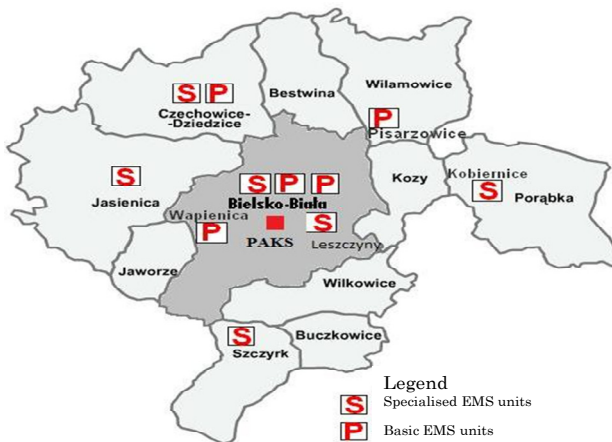 Bestwina
Wilamowice
S P
Czechowice-
-Dziedzice
P
Pisarzowice
S
Jasienica
Kobiernice
S
Porąbka
Kozy
S P P
Bielsko-Biała
Wapienica
P
PAKS
S
Leszczyny
Jaworze
Wilkowice
S
Szczyrk
Buczkowice
Legend
S Specialised EMS units
P Basic EMS units